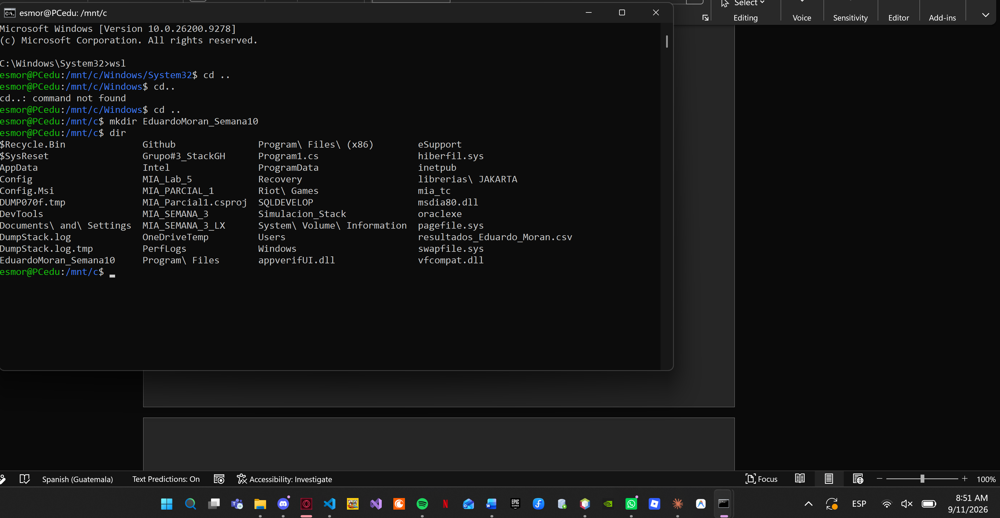 esmor@PCedu: /mnt/c
Select
Editing
Voice
Sensitivity
Editor
Add-ins
Microsoft Windows [Version 10.0.26200.9278]
(c) Microsoft Corporation. All rights reserved.
C:\Windows\System32>wsl
esmor@PCedu:/mnt/c/Windows/System32$ cd ..
esmor@PCedu:/mnt/c/Windows$ cd..
cd..: command not found
esmor@PCedu:/mnt/c/Windows$ cd ..
esmor@PCedu:/mnt/c$ mkdir EduardoMoran_Semana10
esmor@PCedu:/mnt/c$ dir
$Recycle.Bin Github Program\ Files\ (x86) eSupport
$SysReset Grupo#3_StackGH Program1.cs hiberfil.sys
AppData Intel ProgramData inetpub
Config MIA_Lab_5 Recovery librerias\ JAKARTA
Config.Msi MIA_PARCIAL_1 Riot\ Games mia_tc
DUMP070f.tmp MIA_Parcial1.csproj SQLDEVELOP msdia80.dll
DevTools MIA_SEMANA_3 Simulacion_Stack oraclexe
Documents\ and\ Settings MIA_SEMANA_3_LX System\ Volume\ Information pagefile.sys
DumpStack.log OneDriveTemp Users resultados_Eduardo_Moran.csv
DumpStack.log.tmp PerfLogs Windows swapfile.sys
EduardoMoran_Semana10 Program\ Files appverifUI.dll vfcompat.dll
esmor@PCedu:/mnt/c$
Spanish (Guatemala) Text Predictions: On Accessibility: Investigate Focus 100%
EPIC GAMES
ESP
8:51 AM
9/11/2026